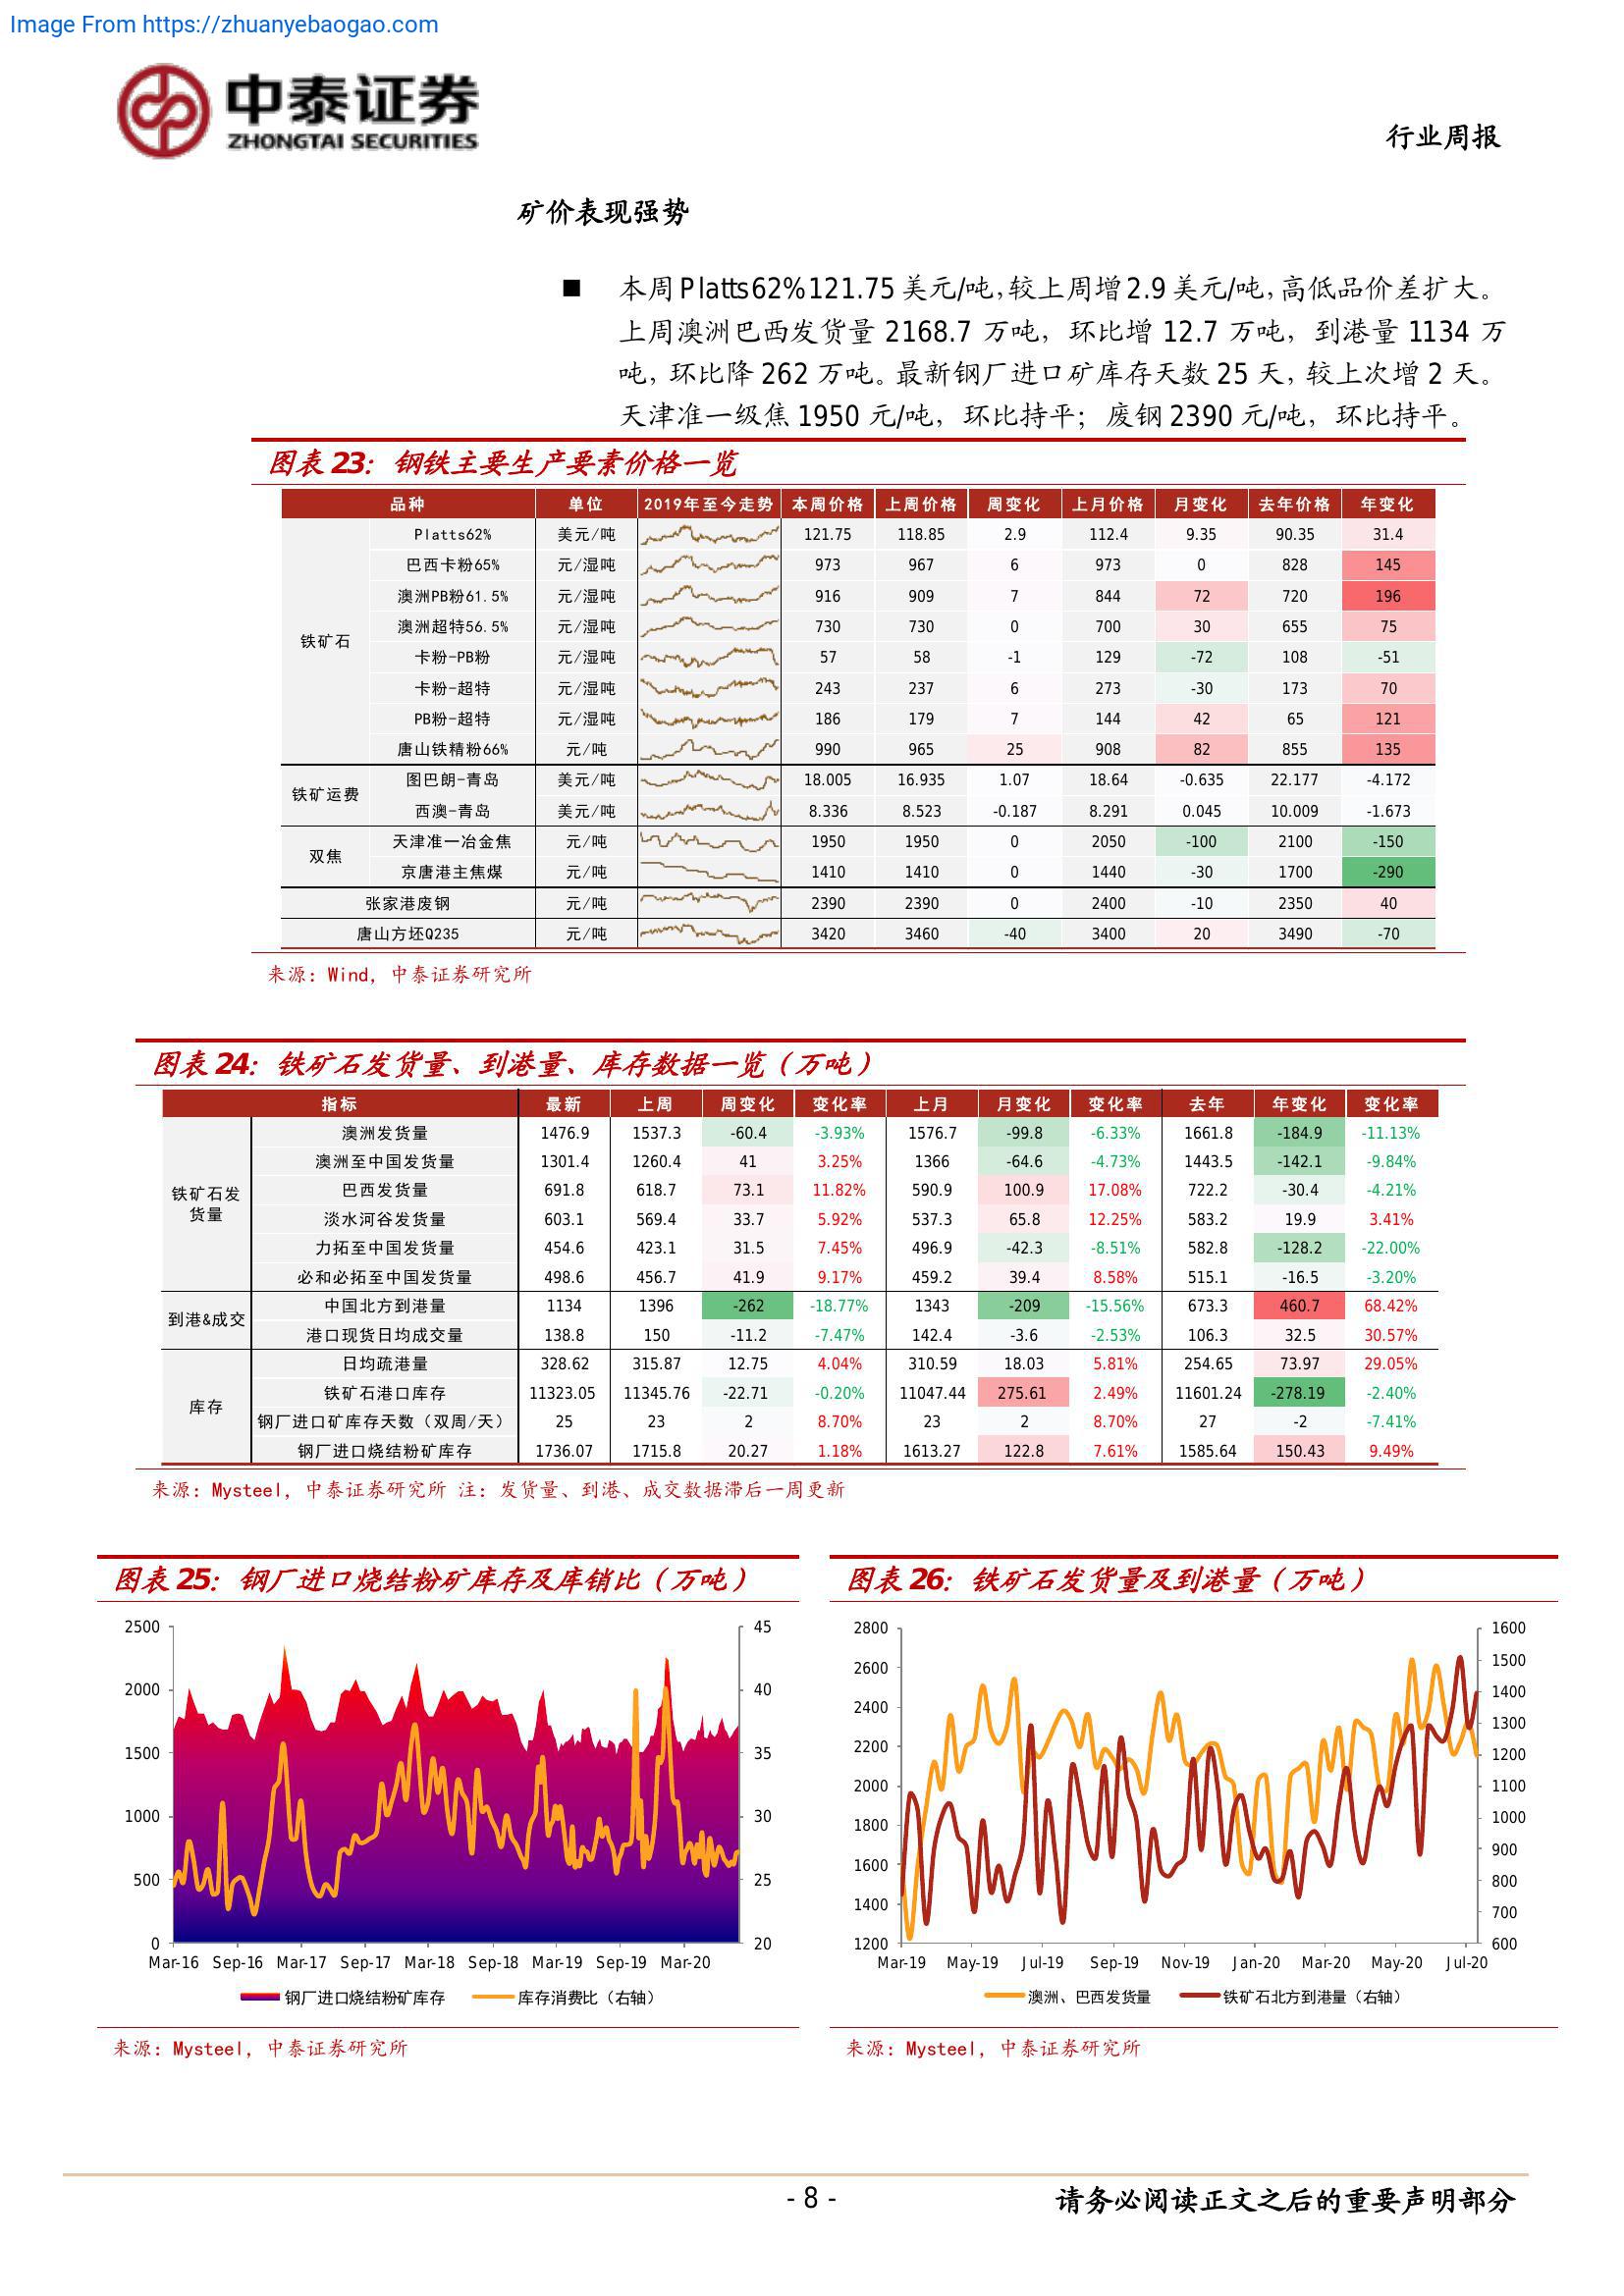 Image From https://zhuanyebaogao.com
中泰证券
ZHONGTAI SECURITIES
行业周报
矿价表现强势
■ 本周Platts62%121.75美元/吨,较上周增2.9美元/吨,高低品价差扩大。
上周澳洲巴西发货量 2168.7 万吨，环比增 12.7 万吨，到港量 1134 万
吨,环比降 262 万吨。最新钢厂进口矿库存天数 25 天,较上次增 2 天。
天津准一级焦 1950 元/吨，环比持平；废钢 2390 元/吨，环比持平。
图表 23：钢铁主要生产要素价格一览
品种 单位 2019年至今走势 本周价格 上周价格 周变化 上月价格 月变化 去年价格 年变化
铁矿石
Platts62% 美元/吨 121.75 118.85 2.9 112.4 9.35 90.35 31.4
巴西卡粉65% 元/湿吨 973 967 6 973 0 828 145
澳洲PB粉61.5% 元/湿吨 916 909 7 844 72 720 196
澳洲超特56.5% 元/湿吨 730 730 0 700 30 655 75
卡粉-PB粉 元/湿吨 57 58 -1 129 -72 108 -51
卡粉-超特 元/湿吨 243 237 6 273 -30 173 70
PB粉-超特 元/湿吨 186 179 7 144 42 65 121
唐山铁精粉66% 元/吨 990 965 25 908 82 855 135
铁矿运费
图巴朗-青岛 美元/吨 18.005 16.935 1.07 18.64 -0.635 22.177 -4.172
西澳-青岛 美元/吨 8.336 8.523 -0.187 8.291 0.045 10.009 -1.673
双焦
天津准一冶金焦 元/吨 1950 1950 0 2050 -100 2100 -150
京唐港主焦煤 元/吨 1410 1410 0 1440 -30 1700 -290
张家港废钢 元/吨 2390 2390 0 2400 -10 2350 40
唐山方坯Q235 元/吨 3420 3460 -40 3400 20 3490 -70
来源：Wind，中泰证券研究所
图表 24：铁矿石发货量、到港量、库存数据一览（万吨）
指标 最新 上周 周变化 变化率 上月 月变化 变化率 去年 年变化 变化率
铁矿石发
货量
澳洲发货量 1476.9 1537.3 -60.4 -3.93% 1576.7 -99.8 -6.33% 1661.8 -184.9 -11.13%
澳洲至中国发货量 1301.4 1260.4 41 3.25% 1366 -64.6 -4.73% 1443.5 -142.1 -9.84%
巴西发货量 691.8 618.7 73.1 11.82% 590.9 100.9 17.08% 722.2 -30.4 -4.21%
淡水河谷发货量 603.1 569.4 33.7 5.92% 537.3 65.8 12.25% 583.2 19.9 3.41%
力拓至中国发货量 454.6 423.1 31.5 7.45% 496.9 -42.3 -8.51% 582.8 -128.2 -22.00%
必和必拓至中国发货量 498.6 456.7 41.9 9.17% 459.2 39.4 8.58% 515.1 -16.5 -3.20%
到港&成交
中国北方到港量 1134 1396 -262 -18.77% 1343 -209 -15.56% 673.3 460.7 68.42%
港口现货日均成交量 138.8 150 -11.2 -7.47% 142.4 -3.6 -2.53% 106.3 32.5 30.57%
库存
日均疏港量 328.62 315.87 12.75 4.04% 310.59 18.03 5.81% 254.65 73.97 29.05%
铁矿石港口库存 11323.05 11345.76 -22.71 -0.20% 11047.44 275.61 2.49% 11601.24 -278.19 -2.40%
钢厂进口矿库存天数（双周/天） 25 23 2 8.70% 23 2 8.70% 27 -2 -7.41%
钢厂进口烧结粉矿库存 1736.07 1715.8 20.27 1.18% 1613.27 122.8 7.61% 1585.64 150.43 9.49%
来源：Mysteel，中泰证券研究所 注：发货量、到港、成交数据滞后一周更新
图表 25：钢厂进口烧结粉矿库存及库销比（万吨）
2500 45
2000 40
1500 35
1000 30
500 25
0 20
Mar-16 Sep-16 Mar-17 Sep-17 Mar-18 Sep-18 Mar-19 Sep-19 Mar-20
钢厂进口烧结粉矿库存 库存消费比（右轴）
来源：Mysteel，中泰证券研究所
图表 26：铁矿石发货量及到港量（万吨）
2800 1600
2600 1500
2400 1400
2200 1300
2000 1200
1800 1100
1600 1000
1400 900
1200 800
700
600
Mar-19 May-19 Jul-19 Sep-19 Nov-19 Jan-20 Mar-20 May-20 Jul-20
澳洲、巴西发货量 铁矿石北方到港量（右轴）
来源：Mysteel，中泰证券研究所
- 8 -
请务必阅读正文之后的重要声明部分